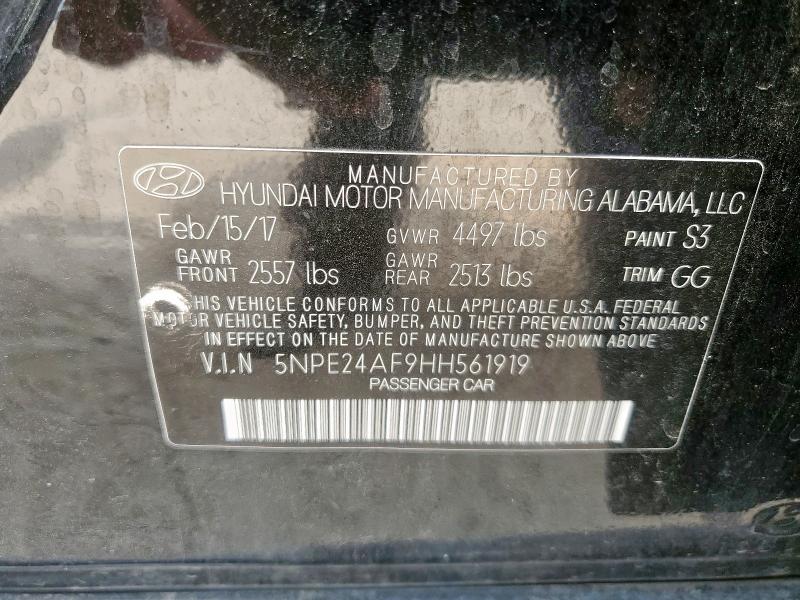 MANUFACTURED BY
HYUNDAI MOTOR MANUFACTURING ALABAMA, LLC
Feb/15/17 GVWR 4497 lbs PAINT S3
GAWR FRONT 2557 lbs GAWR REAR 2513 lbs TRIM GG
THIS VEHICLE CONFORMS TO ALL APPLICABLE U.S.A. FEDERAL
MOTOR VEHICLE SAFETY, BUMPER, AND THEFT PREVENTION STANDARDS
IN EFFECT ON THE DATE OF MANUFACTURE SHOWN ABOVE
V.I.N 5NPE24AF9HH561919
PASSENGER CAR